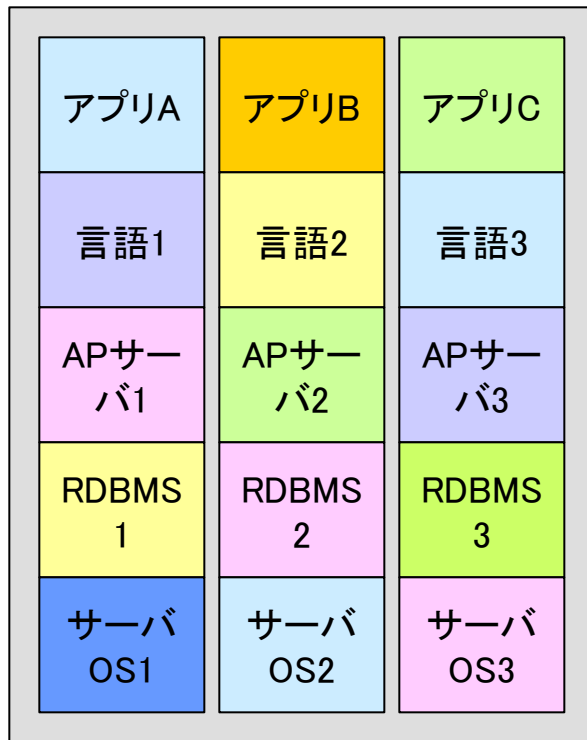 アプリA
アプリB
アプリC
言語1
言語2
言語3
APサー
バ1
APサー
バ2
APサー
バ3
RDBMS
1
RDBMS
2
RDBMS
3
サーバ
OS1
サーバ
OS2
サーバ
OS3